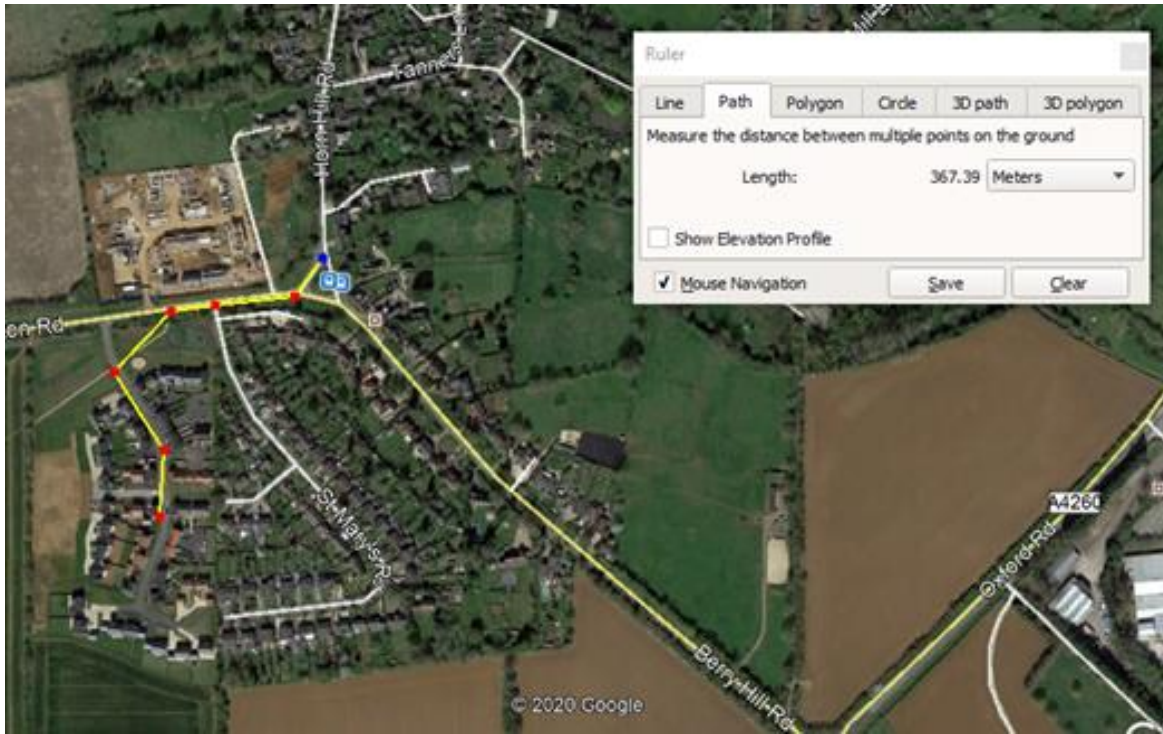 Ruler
Line Path Polygon Circle 3D path 3D polygon
Measure the distance between multiple points on the ground
Length: 367.39 Meters
Show Elevation Profile
Mouse Navigation Save Clear
Tanners
Horn Hill Rd
on Rd
St Mary's R
A4260
Oxford Rd
Berry Hill Rd
© 2020 Google